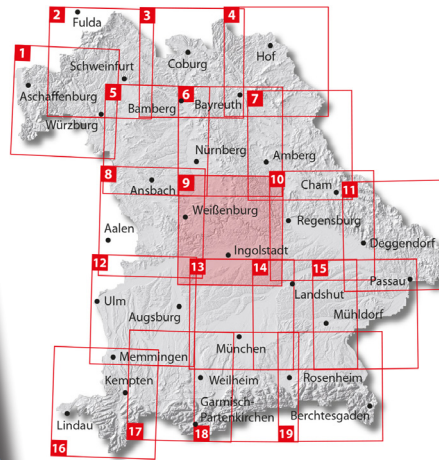 2
3
4
Fulda
1
Coburg
Hof
Schweinfurt
Aschaffenburg
5
6
7
Bamberg
Bayreuth
Würzburg
Nürnberg
Amberg
8
9
10
Ansbach
Cham
11
Weißenburg
Regensburg
Aalen
Deggendorf
Ingolstadt
12
13
14
15
Passau
Ulm
Landshut
Augsburg
Mühldorf
München
Memmingen
Kempten
Weilheim
Rosenheim
Garmisch-
Partenkirchen
Berchtesgaden
Lindau
16
17
18
19